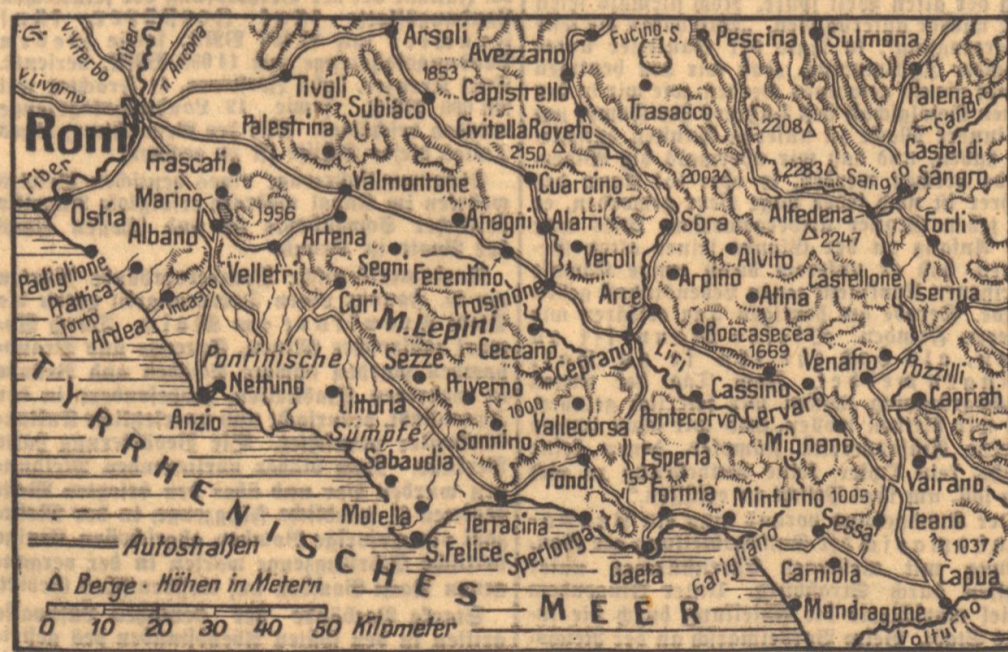 v. Viterbo
Tiber
n. Ancona
v. Livorno
Arsoli
Avezzano
Fucino-S.
Pescina
Sulmona
Tivoli
1853
Capistrello
Trasacco
Palena
Sangro
Subiaco
Rom
Palestrina
Civitella Roveto
2208
2150
Castel di
Sangro
Frascati
Tiber
Marino
Valmontone
Cuarcino
2003
2283
Sangro
Ostia
956
Albano
Artena
Anagni
Alatri
Sora
Alfedena
Forli
2247
Padiglione
Velletri
Segni
Ferentino
Veroli
Alvito
Castellone
Prattica
Incastro
Cori
Frosinone
Arce
Arpino
Atina
Isernia
Torto
Ardea
M. Lepini
Roccasecca
Pontinische
Sezze
Ceccano
Ceprano
Liri
1669
Venafro
Pozzilli
Nettuno
Priverno
Cassino
Capriati
Anzio
Littoria
1000
Vallecorsa
Pontecorvo
Cervaro
Sümpfe
Sonnino
Mignano
Sabaudia
Esperia
Vairano
Fondi
1532
Formia
Minturno
1005
Molella
Terracina
Sessa
Teano
S. Felice
Sperlonga
Gaeta
Garigliano
1037
Carniola
Capua
Mondragone
Volturno
TYRRHENISCHES MEER
Autostraßen
Δ Berge · Höhen in Metern
0 10 20 30 40 50 Kilometer